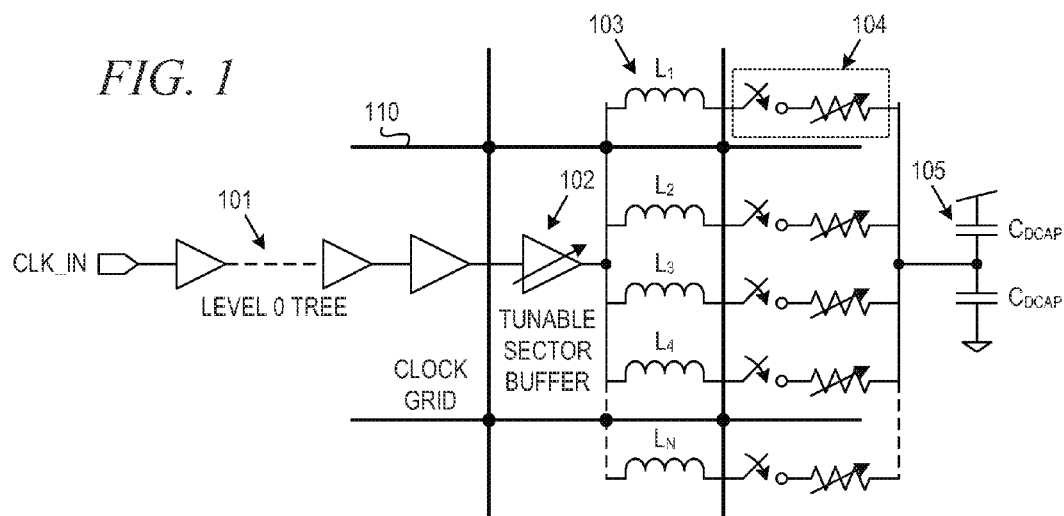 FIG. 1
103
104
L1
110
101
102
105
L2
CDCAP
CLK_IN
L3
LEVEL 0 TREE
TUNABLE
SECTOR
BUFFER
CDCAP
L4
CLOCK
GRID
LN